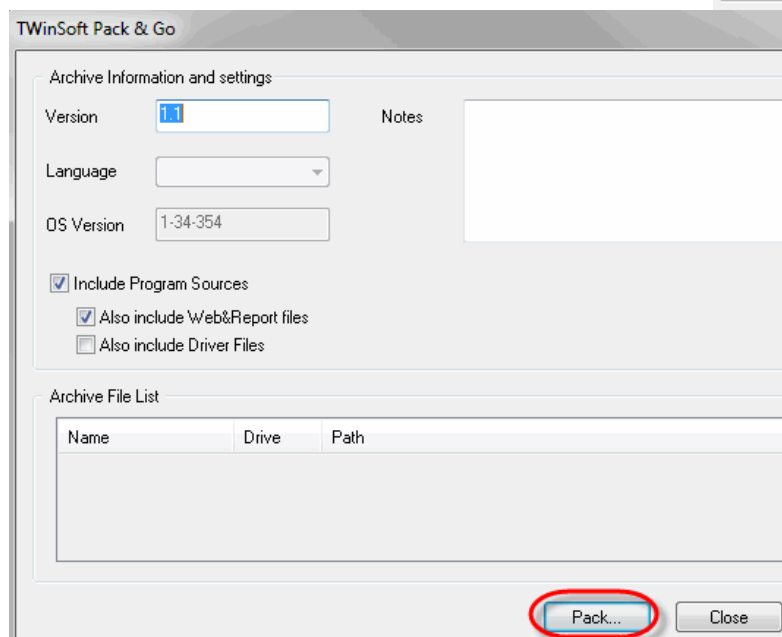 TWinSoft Pack & Go
Archive Information and settings
Version 1.1 Notes
Language
OS Version 1-34-354
Include Program Sources
Also include Web&Report files
Also include Driver Files
Archive File List
Name Drive Path
Pack... Close